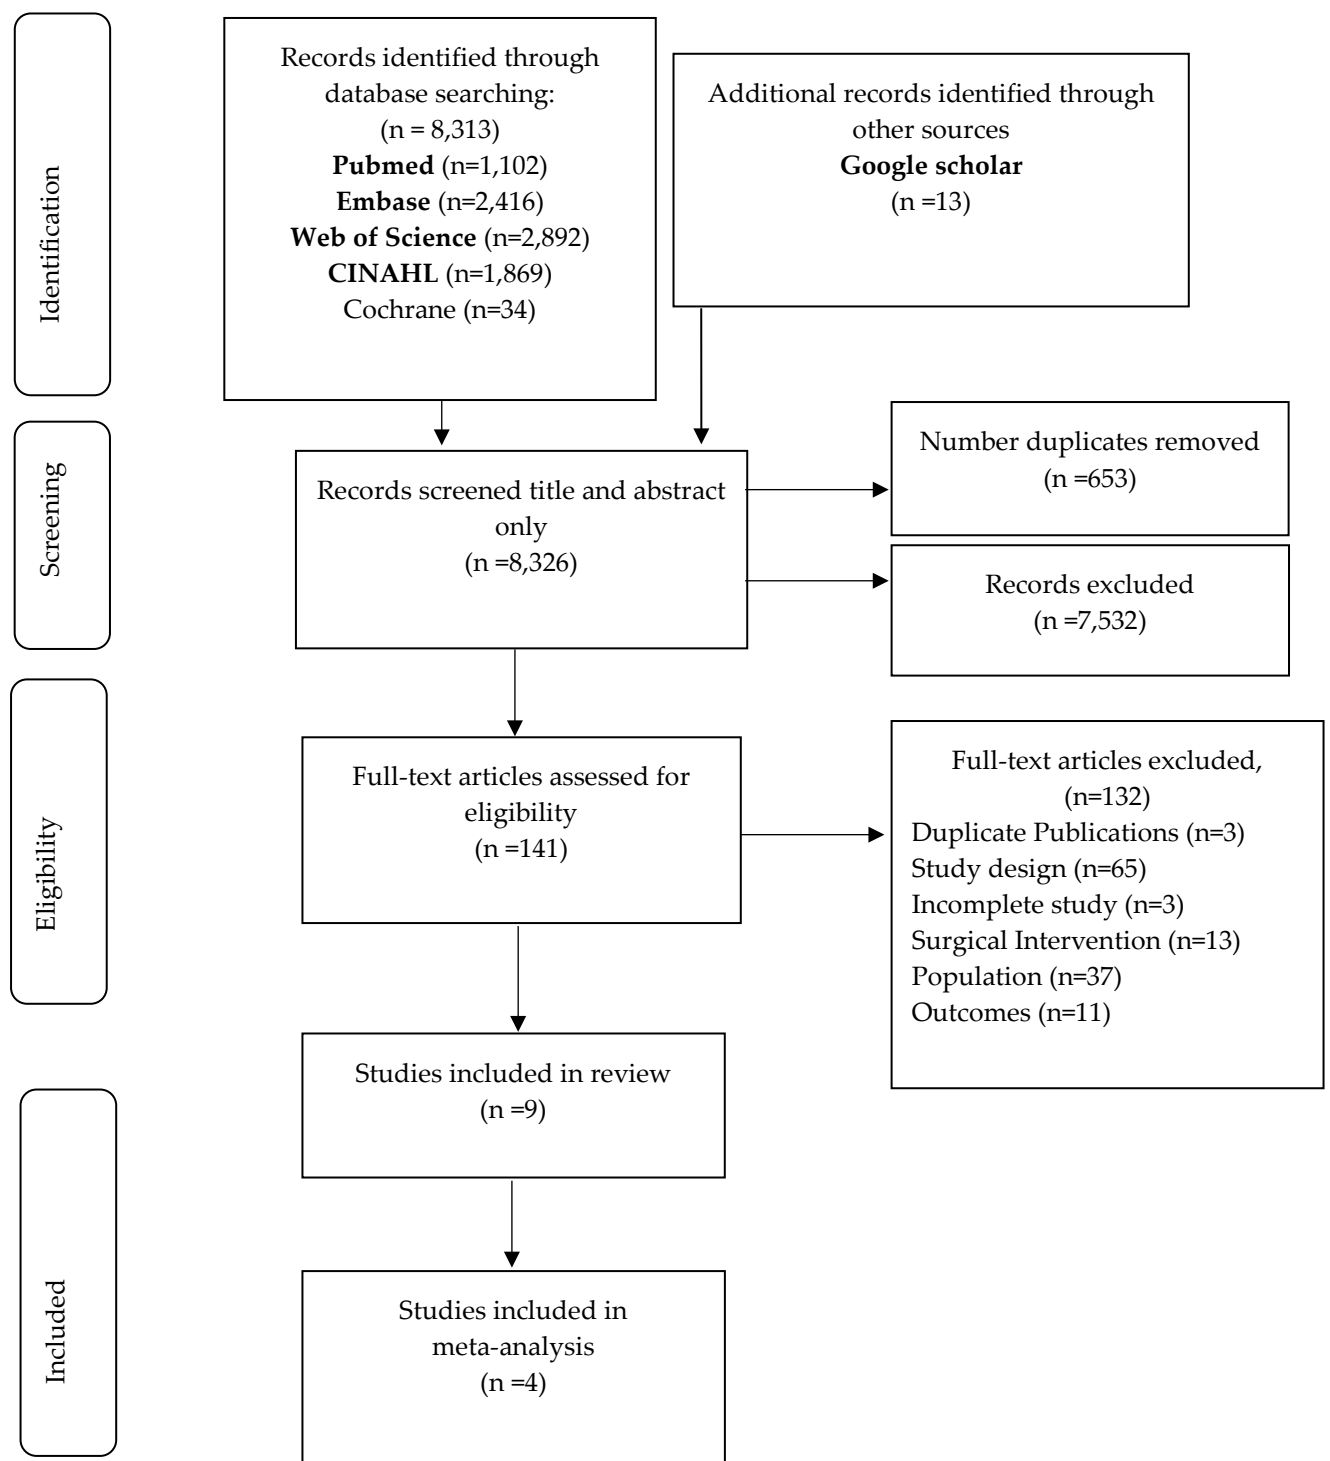 Identification
Records identified through
database searching:
(n = 8,313)
Pubmed (n=1,102)
Embase (n=2,416)
Web of Science (n=2,892)
CINAHL (n=1,869)
Cochrane (n=34)
Additional records identified through
other sources
Google scholar
(n =13)
Screening
Records screened title and abstract
only
(n =8,326)
Number duplicates removed
(n =653)
Records excluded
(n =7,532)
Eligibility
Full-text articles assessed for
eligibility
(n =141)
Full-text articles excluded,
(n=132)
Duplicate Publications (n=3)
Study design (n=65)
Incomplete study (n=3)
Surgical Intervention (n=13)
Population (n=37)
Outcomes (n=11)
Studies included in review
(n =9)
Included
Studies included in
meta-analysis
(n =4)